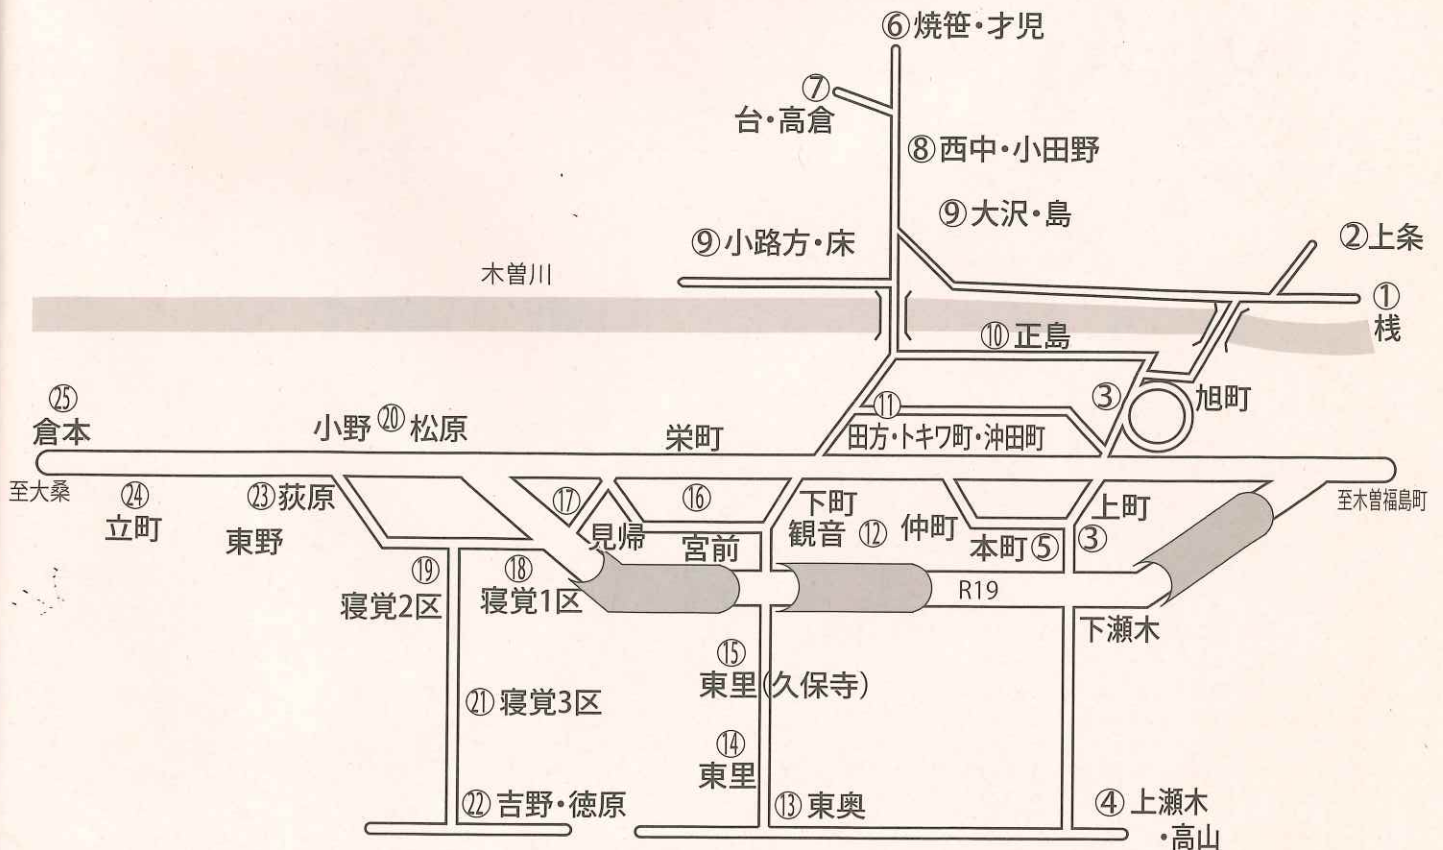 ⑥焼笹・才児
⑦
台・高倉
⑧西中・小田野
⑨大沢・島
⑨小路方・床
②上条
木曽川
①
桟
⑩正島
③
旭町
㉕
倉本
小野⑳松原
栄町
⑪
田方・トキワ町・沖田町
至大桑
㉔
立町
㉓荻原
東野
⑰
⑯
下町
上町
至木曽福島町
見帰
宮前
観音⑫仲町
本町⑤
③
⑲
寝覚2区
⑱
寝覚1区
R19
下瀬木
⑮
東里(久保寺)
㉑寝覚3区
⑭
東里
㉒吉野・徳原
⑬東奥
④上瀬木
・高山